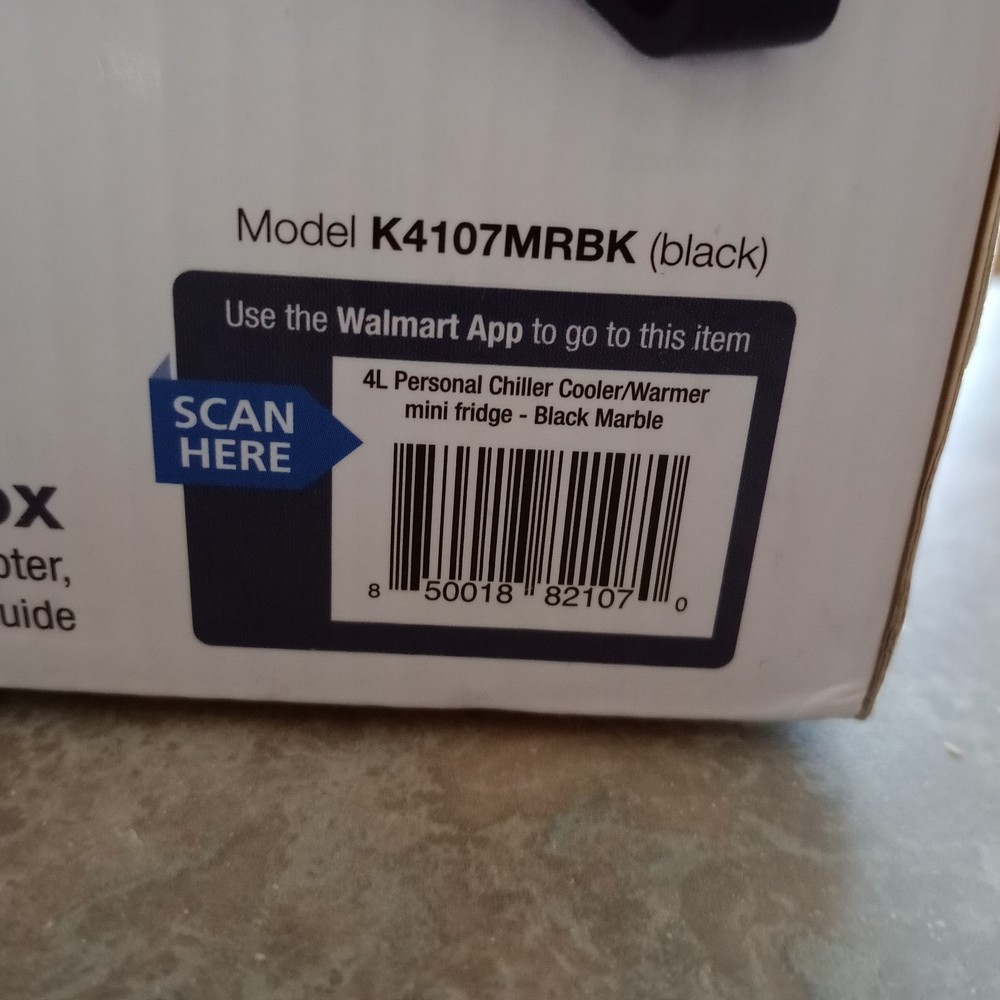 Model K4107MRBK (black)
Use the Walmart App to go to this item
SCAN
HERE
4L Personal Chiller Cooler/Warmer
mini fridge - Black Marble
8 50018 82107 0
ox
pter,
uide